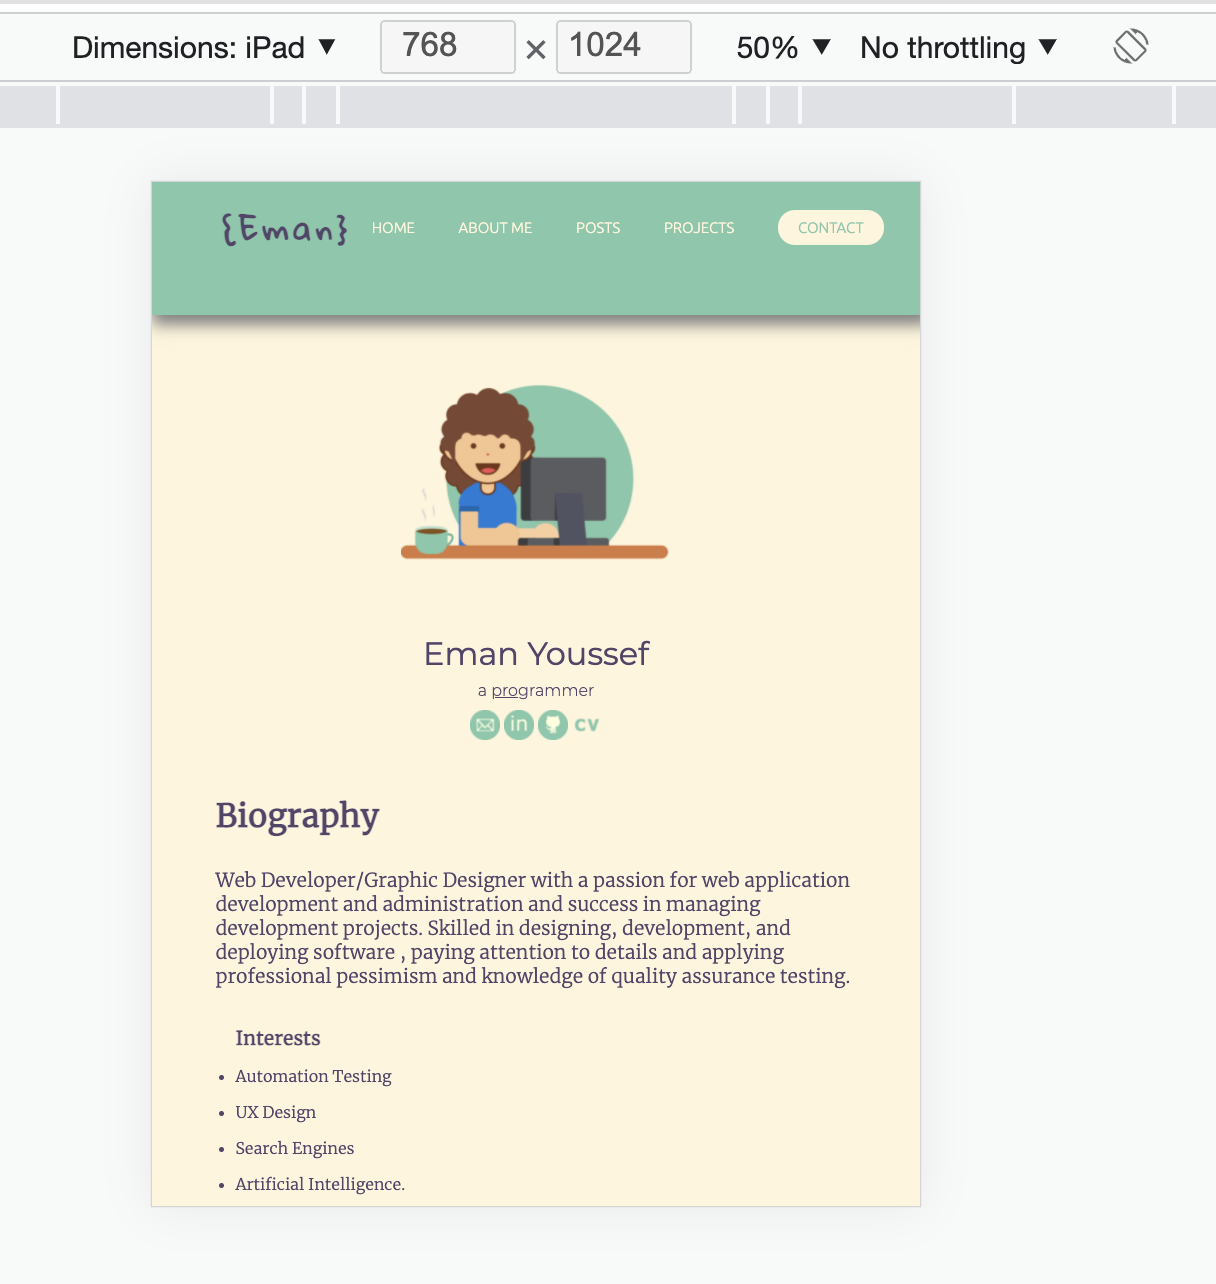 Dimensions: iPad ▼ 768 × 1024 50% ▼ No throttling ▼
{Eman} HOME ABOUT ME POSTS PROJECTS CONTACT
Eman Youssef
a programmer
in cv
Biography
Web Developer/Graphic Designer with a passion for web application
development and administration and success in managing
development projects. Skilled in designing, development, and
deploying software , paying attention to details and applying
professional pessimism and knowledge of quality assurance testing.
Interests
• Automation Testing
• UX Design
• Search Engines
• Artificial Intelligence.